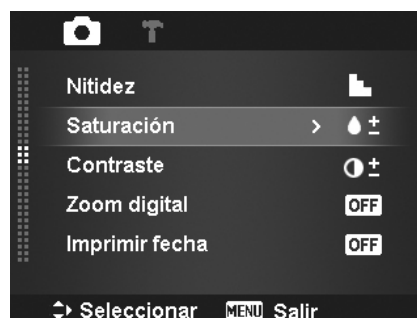 Nitidez
Saturación
Contraste
Zoom digital OFF
Imprimir fecha OFF
Seleccionar MENU Salir